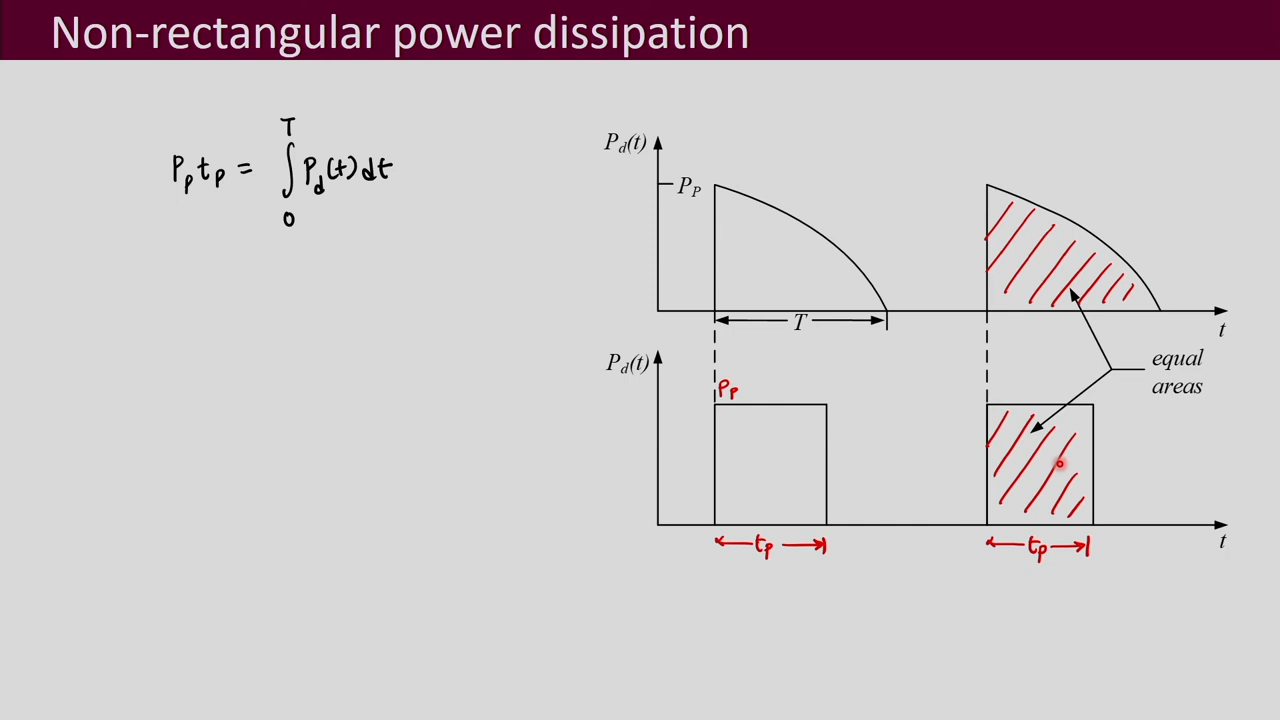 Non-rectangular power dissipation
T
P_p t_p = ∫ P_d(t) dt
0
P_d(t)
P_P
T
t
equal
areas
P_d(t)
P_p
t
t_p
t_p